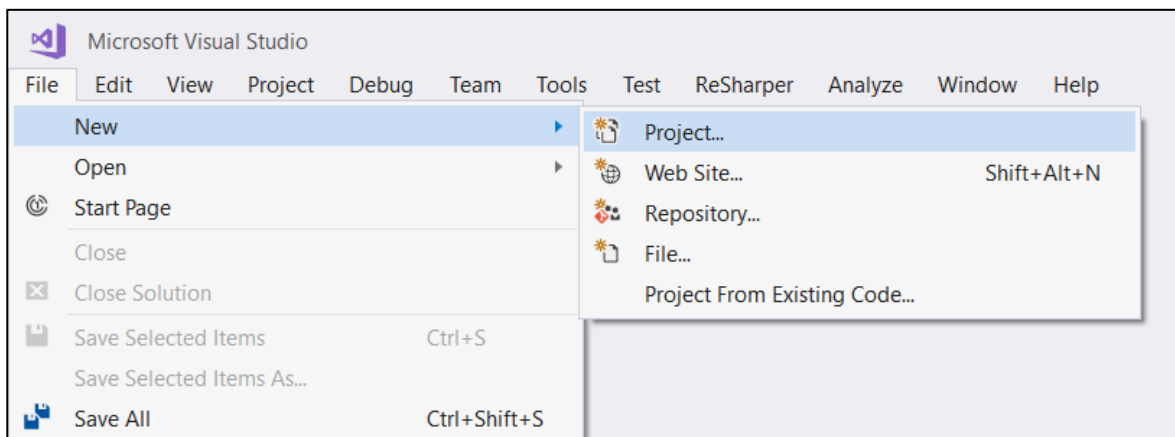 Microsoft Visual Studio
File Edit View Project Debug Team Tools Test ReSharper Analyze Window Help
New
Open
Start Page
Close
Close Solution
Save Selected Items Ctrl+S
Save Selected Items As...
Save All Ctrl+Shift+S
Project...
Web Site... Shift+Alt+N
Repository...
File...
Project From Existing Code...